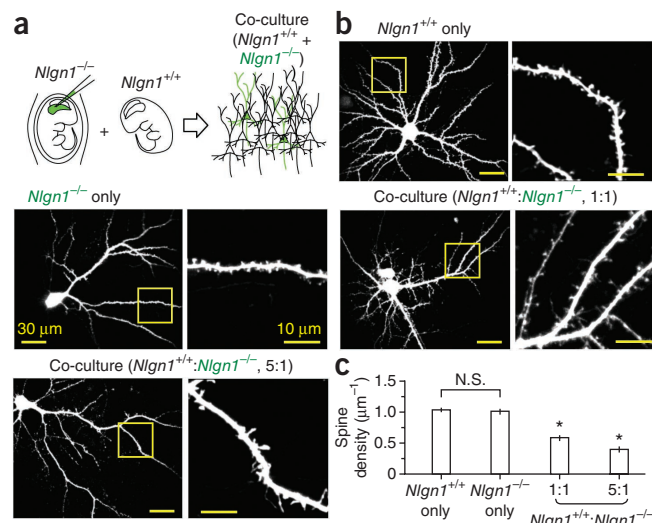 a
Nlgn1−/−
Nlgn1+/+
+
Co-culture
(Nlgn1+/+ +
Nlgn1−/−)
Nlgn1−/− only
30 μm
10 μm
Co-culture (Nlgn1+/+:Nlgn1−/−, 5:1)
b
Nlgn1+/+ only
Co-culture (Nlgn1+/+:Nlgn1−/−, 1:1)
c
Spine
density (μm−1)
1.5
1.0
0.5
0
N.S.
*
*
Nlgn1+/+
only
Nlgn1−/−
only
1:1
5:1
Nlgn1+/+:Nlgn1−/−